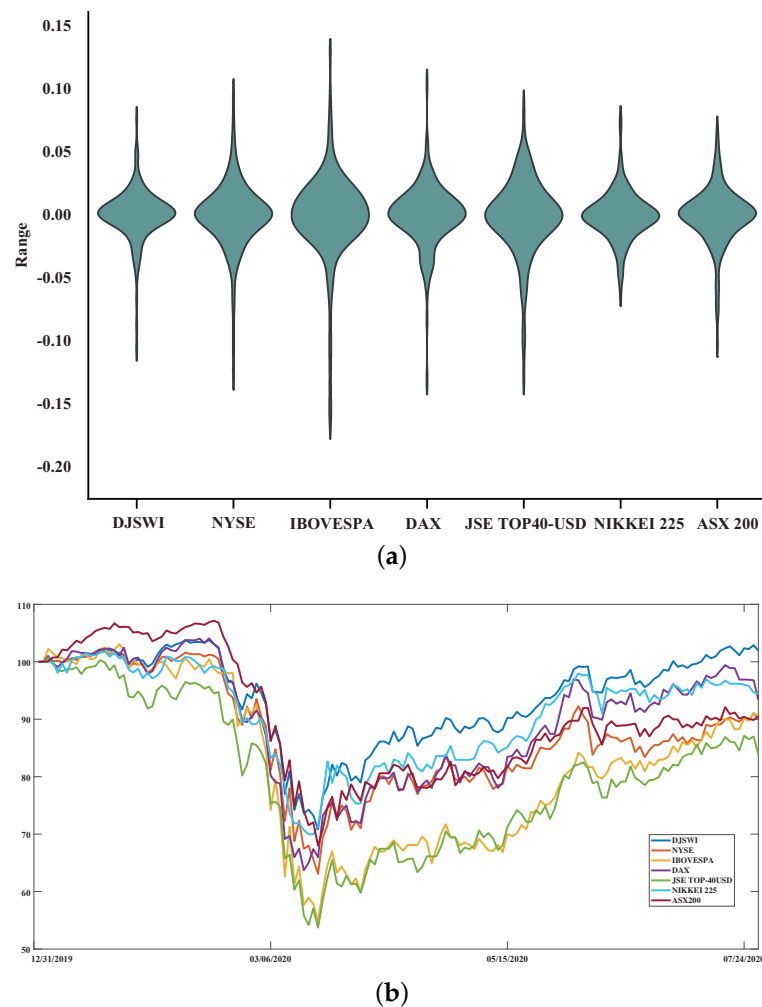 0.15
0.10
0.05
0.00
-0.05
-0.10
-0.15
-0.20
Range
DJSWI NYSE IBOVESPA DAX JSE TOP40-USD NIKKEI 225 ASX 200
(a)
110
100
90
80
70
60
50
DJSWI
NYSE
IBOVESPA
DAX
JSE TOP-40USD
NIKKEI 225
ASX200
12/31/2019 03/06/2020 05/15/2020 07/24/2020
(b)